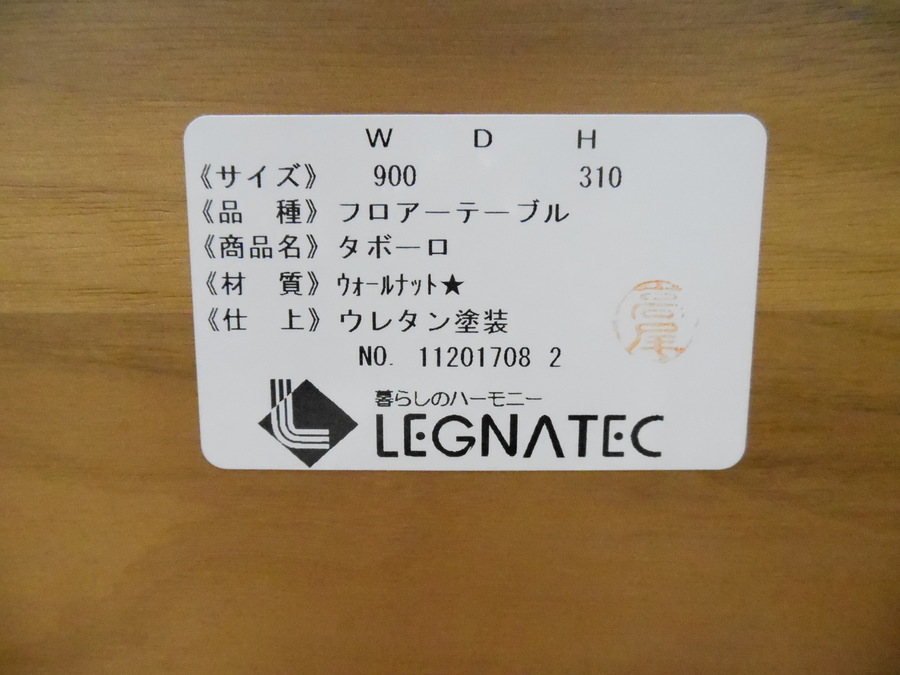 W D H
《サイズ》 900 310
《品 種》 フロアーテーブル
《商品名》 タボーロ
《材 質》 ｳｫｰﾙﾅｯﾄ★
《仕 上》 ウレタン塗装
NO. 11201708 2
暮らしのハーモニー
LEGNATEC
高尾